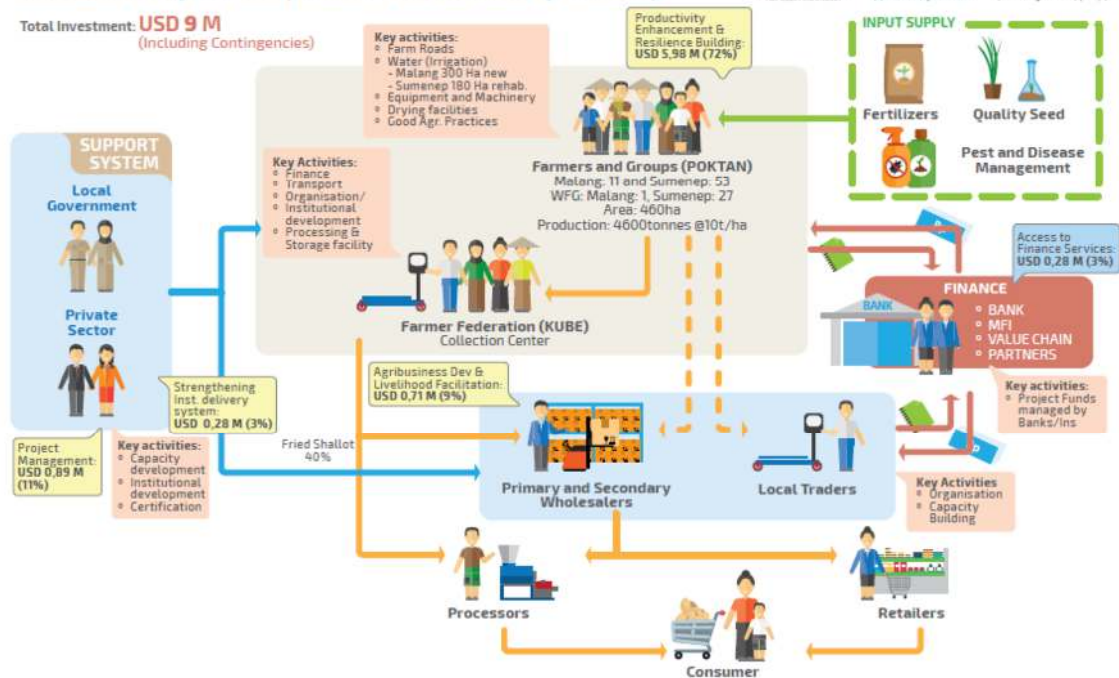 Total Investment: USD 9 M
(Including Contingencies)
Key activities:
Farm Roads
Water (Irrigation)
- Malang 300 Ha new
- Sumenep 180 Ha rehab.
Equipment and Machinery
Drying facilities
Good Agr. Practices
Productivity
Enhancement &
Resilience Building:
USD 5,98 M (72%)
INPUT SUPPLY
Fertilizers
Quality Seed
Pest and Disease
Management
SUPPORT
SYSTEM
Local
Government
Private
Sector
Key Activities:
Finance
Transport
Organisation/
Institutional
development
Processing &
Storage facility
Farmers and Groups (POKTAN)
Malang: 11 and Sumenep: 53
WFG: Malang: 1, Sumenep: 27
Area: 460ha
Production: 4600tonnes @10t/ha
Farmer Federation (KUBE)
Collection Center
Access to
Finance Services:
USD 0,28 M (3%)
FINANCE
BANK
BANK
MFI
VALUE CHAIN
PARTNERS
Key activities:
Project Funds
managed by
Banks/Ins
Strengthening
Inst. delivery
system:
USD 0,28 M (3%)
Project
Management:
USD 0,89 M
(11%)
Key activities:
Capacity
development
Institutional
development
Certification
Agribusiness Dev &
Livelihood Facilitation:
USD 0,71 M (9%)
Fried Shallot
40%
Primary and Secondary
Wholesalers
Local Traders
Key Activities
Organisation
Capacity
Building
Processors
Retailers
Consumer